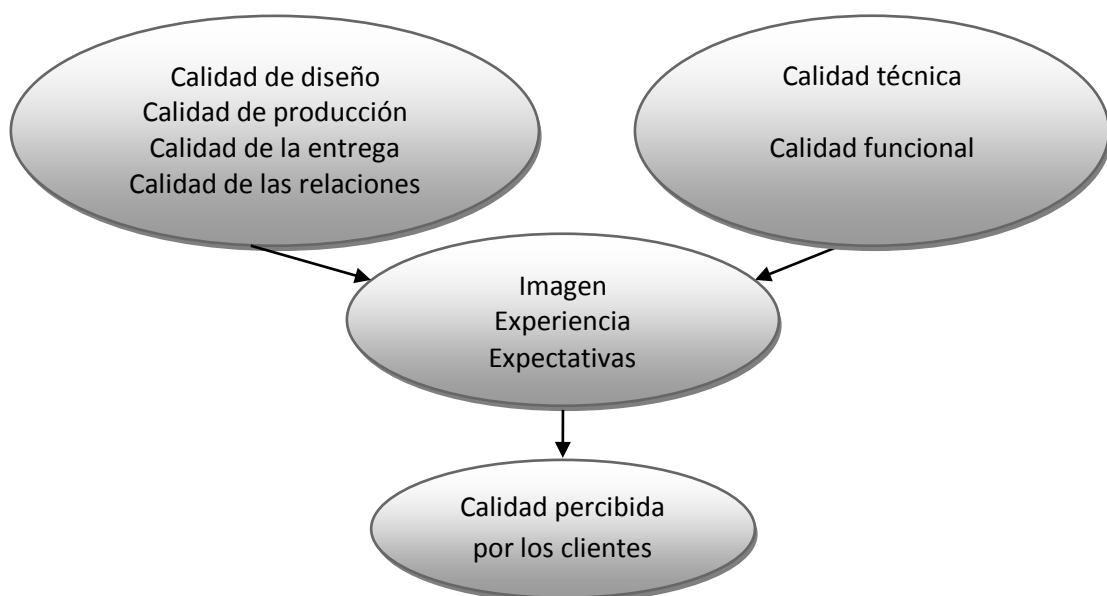 Calidad de diseño
Calidad de producción
Calidad de la entrega
Calidad de las relaciones
Calidad técnica
Calidad funcional
Imagen
Experiencia
Expectativas
Calidad percibida
por los clientes